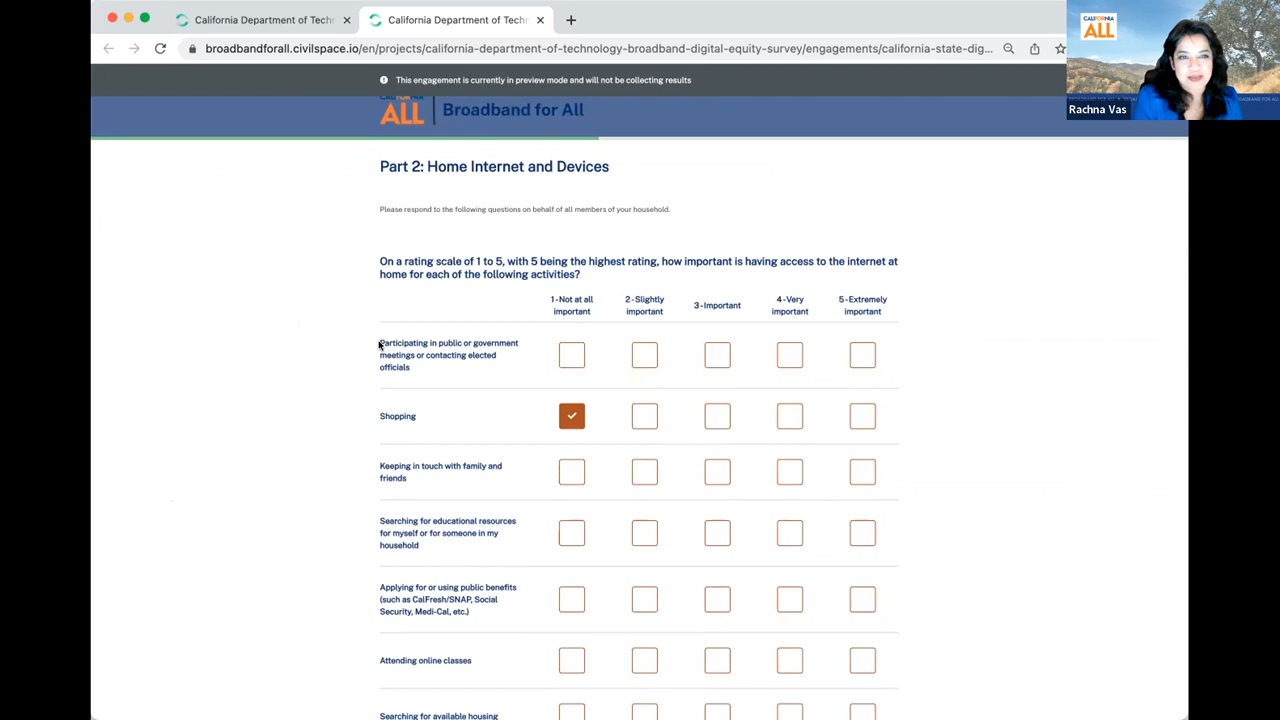 California Department of Techn
California Department of Techn
broadbandforall.civilspace.io/en/projects/california-department-of-technology-broadband-digital-equity-survey/engagements/california-state-dig...
CALIFORNIA
ALL
Rachna Vas
This engagement is currently in preview mode and will not be collecting results
ALL
Broadband for All
Part 2: Home Internet and Devices
Please respond to the following questions on behalf of all members of your household.
On a rating scale of 1 to 5, with 5 being the highest rating, how important is having access to the internet at
home for each of the following activities?
1 - Not at all
important
2 - Slightly
important
3 - Important
4 - Very
important
5 - Extremely
important
Participating in public or government
meetings or contacting elected
officials
Shopping
Keeping in touch with family and
friends
Searching for educational resources
for myself or for someone in my
household
Applying for or using public benefits
(such as CalFresh/SNAP, Social
Security, Medi-Cal, etc.)
Attending online classes
Searching for available housing